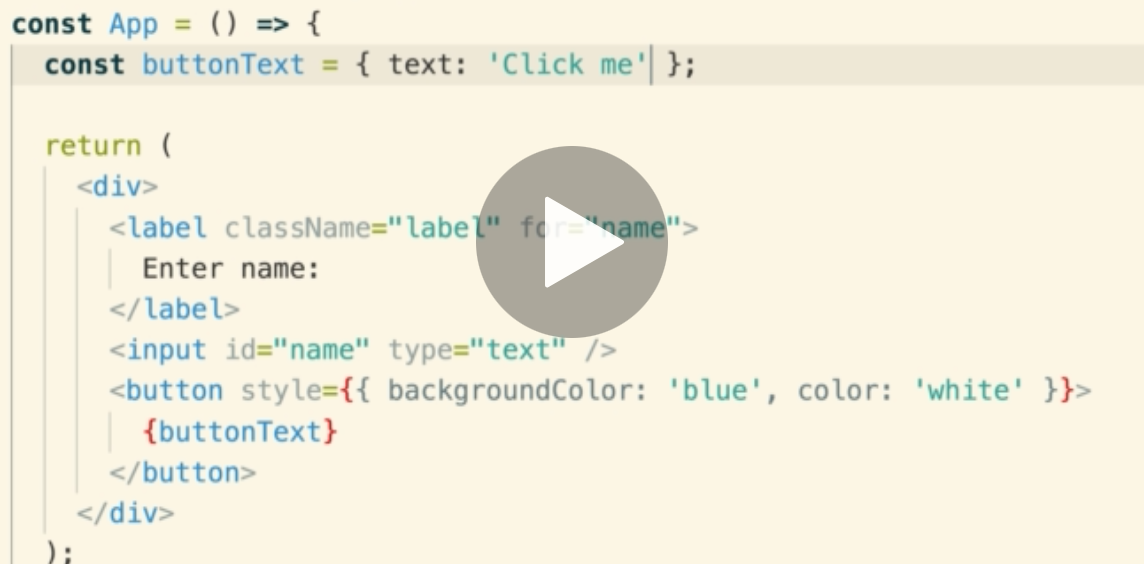 const App = () => {
const buttonText = { text: 'Click me' };
return (
<div>
<label className="label" for="name">
Enter name:
</label>
<input id="name" type="text" />
<button style={{ backgroundColor: 'blue', color: 'white' }}>
{buttonText}
</button>
</div>
);